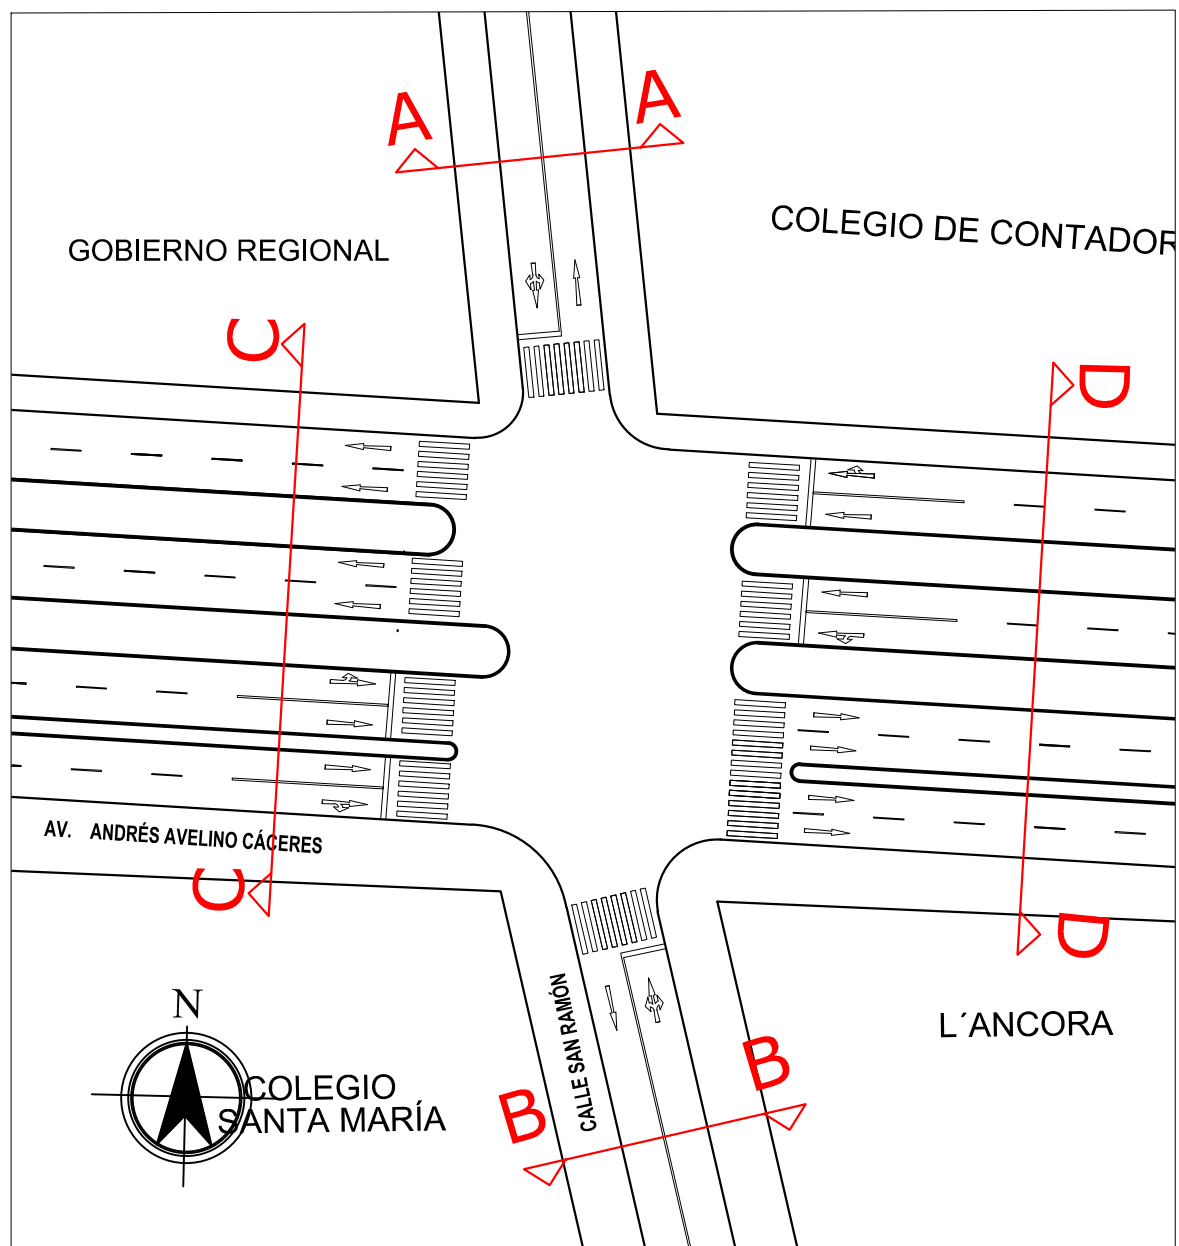 A
A
COLEGIO DE CONTADOR
GOBIERNO REGIONAL
C
D
AV. ANDRÉS AVELINO CÁCERES
C
D
CALLE SAN RAMÓN
N
L´ANCORA
B
B
COLEGIO
SANTA MARÍA